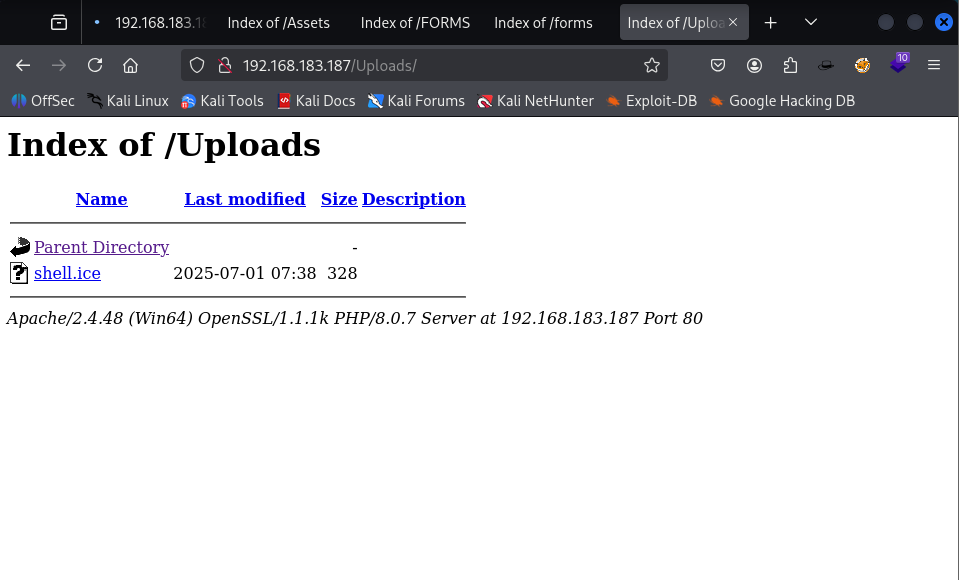 192.168.183.18
Index of /Assets
Index of /FORMS
Index of /forms
Index of /Uploa
192.168.183.187/Uploads/
10
OffSec
Kali Linux
Kali Tools
Kali Docs
Kali Forums
Kali NetHunter
Exploit-DB
Google Hacking DB
Index of /Uploads
Name Last modified Size Description
Parent Directory -
shell.ice 2025-07-01 07:38 328
Apache/2.4.48 (Win64) OpenSSL/1.1.1k PHP/8.0.7 Server at 192.168.183.187 Port 80